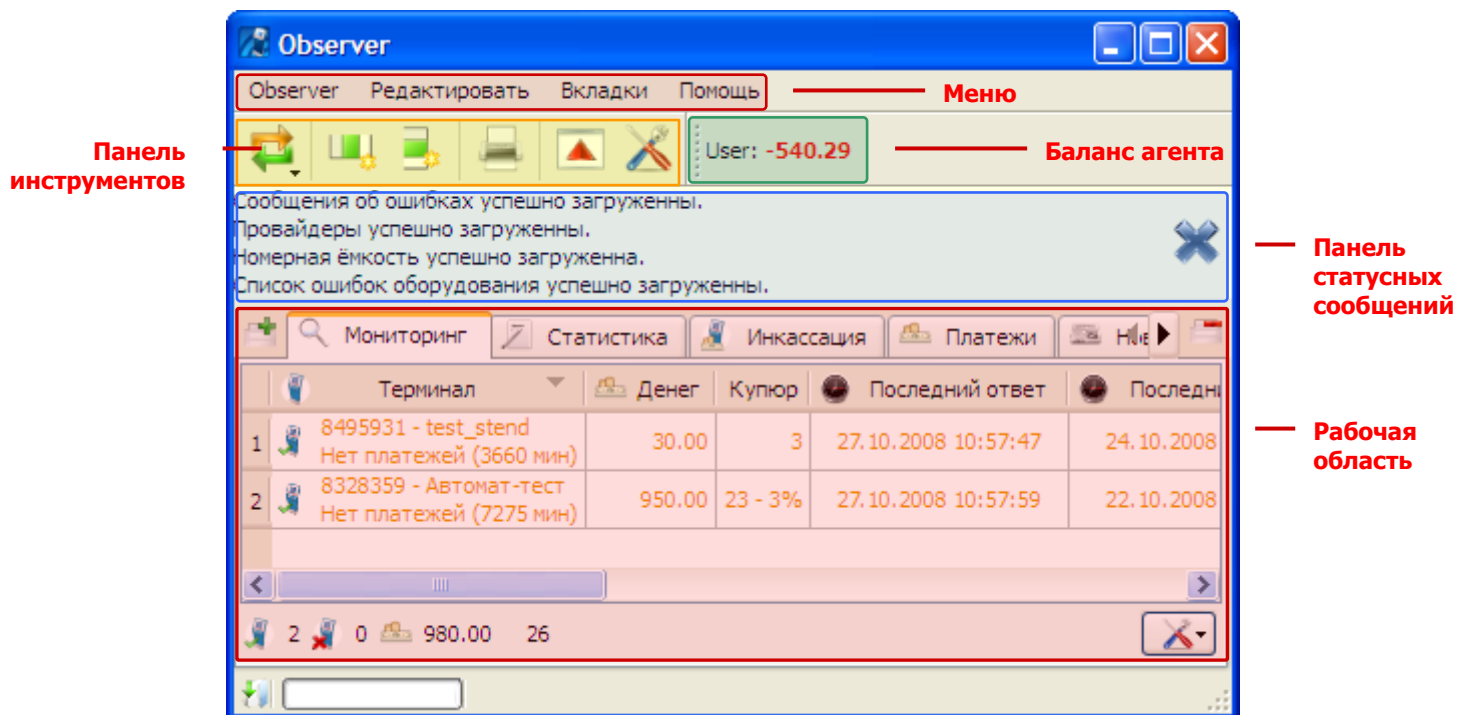 Observer
Observer Редактировать Вкладки Помощь
Меню
Панель
инструментов
User: -540.29
Баланс агента
Сообщения об ошибках успешно загруженны.
Провайдеры успешно загруженны.
Номерная ёмкость успешно загруженна.
Список ошибок оборудования успешно загруженны.
Панель
статусных
сообщений
Мониторинг Статистика Инкассация Платежи
Терминал Денег Купюр Последний ответ Последн
1 8495931 - test_stend 30.00 3 27.10.2008 10:57:47 24.10.2008
Нет платежей (3660 мин)
2 8328359 - Автомат-тест 950.00 23 - 3% 27.10.2008 10:57:59 22.10.2008
Нет платежей (7275 мин)
Рабочая
область
2 0 980.00 26